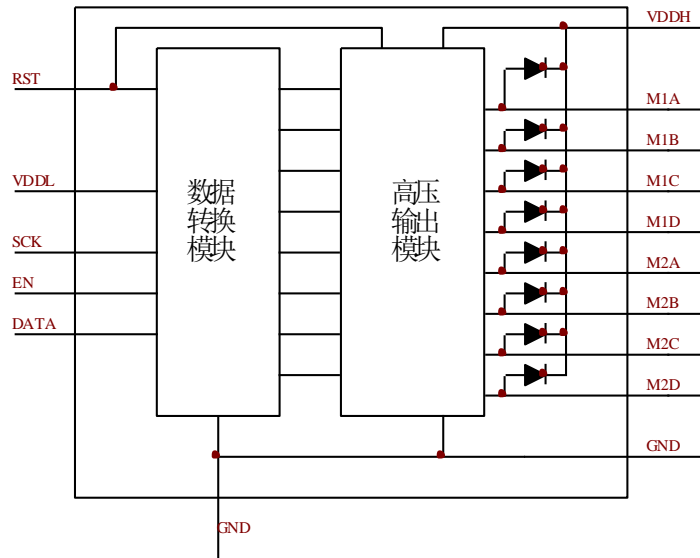 VDDH
RST
M1A
M1B
VDDL
数据
转换
模块
高压
输出
模块
M1C
M1D
SCK
M2A
EN
M2B
DATA
M2C
M2D
GND
GND